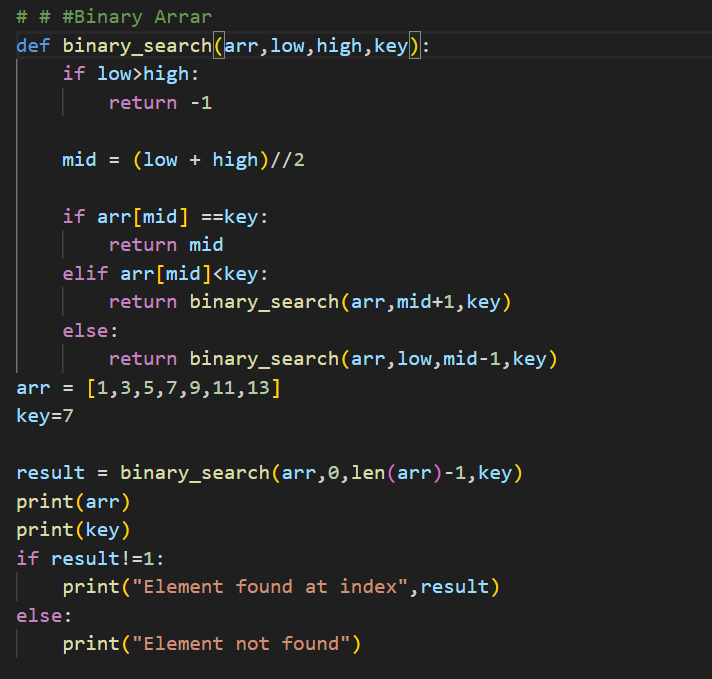 # # #Binary Arrar
def binary_search(arr,low,high,key):
    if low>high:
        return -1
    mid = (low + high)//2
    if arr[mid] ==key:
        return mid
    elif arr[mid]<key:
        return binary_search(arr,mid+1,key)
    else:
        return binary_search(arr,low,mid-1,key)
arr = [1,3,5,7,9,11,13]
key=7
result = binary_search(arr,0,len(arr)-1,key)
print(arr)
print(key)
if result!=1:
    print("Element found at index",result)
else:
    print("Element not found")